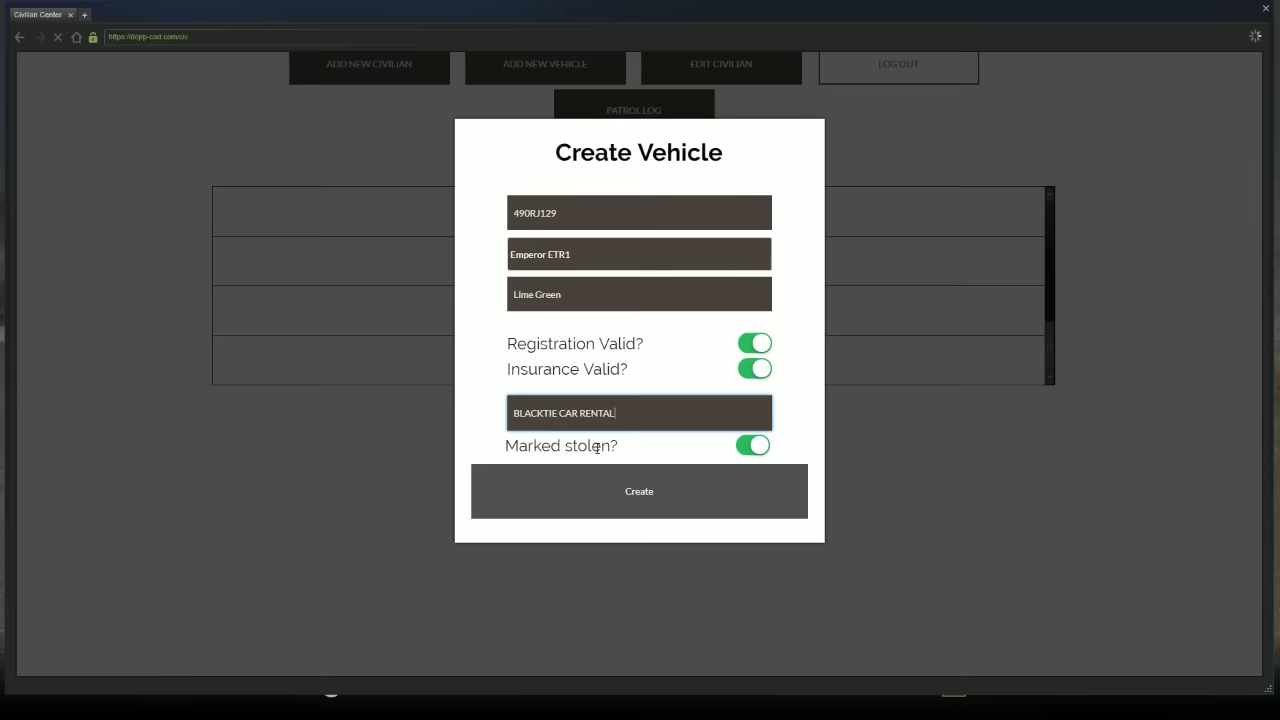 Civilian Center
https://dojrp-cad.com/civ
ADD NEW CIVILIAN
ADD NEW VEHICLE
EDIT CIVILIAN
LOG OUT
PATROL LOG
Create Vehicle
490RJ129
Emperor ETR1
Lime Green
Registration Valid?
Insurance Valid?
BLACKTIE CAR RENTAL
Marked stolen?
Create